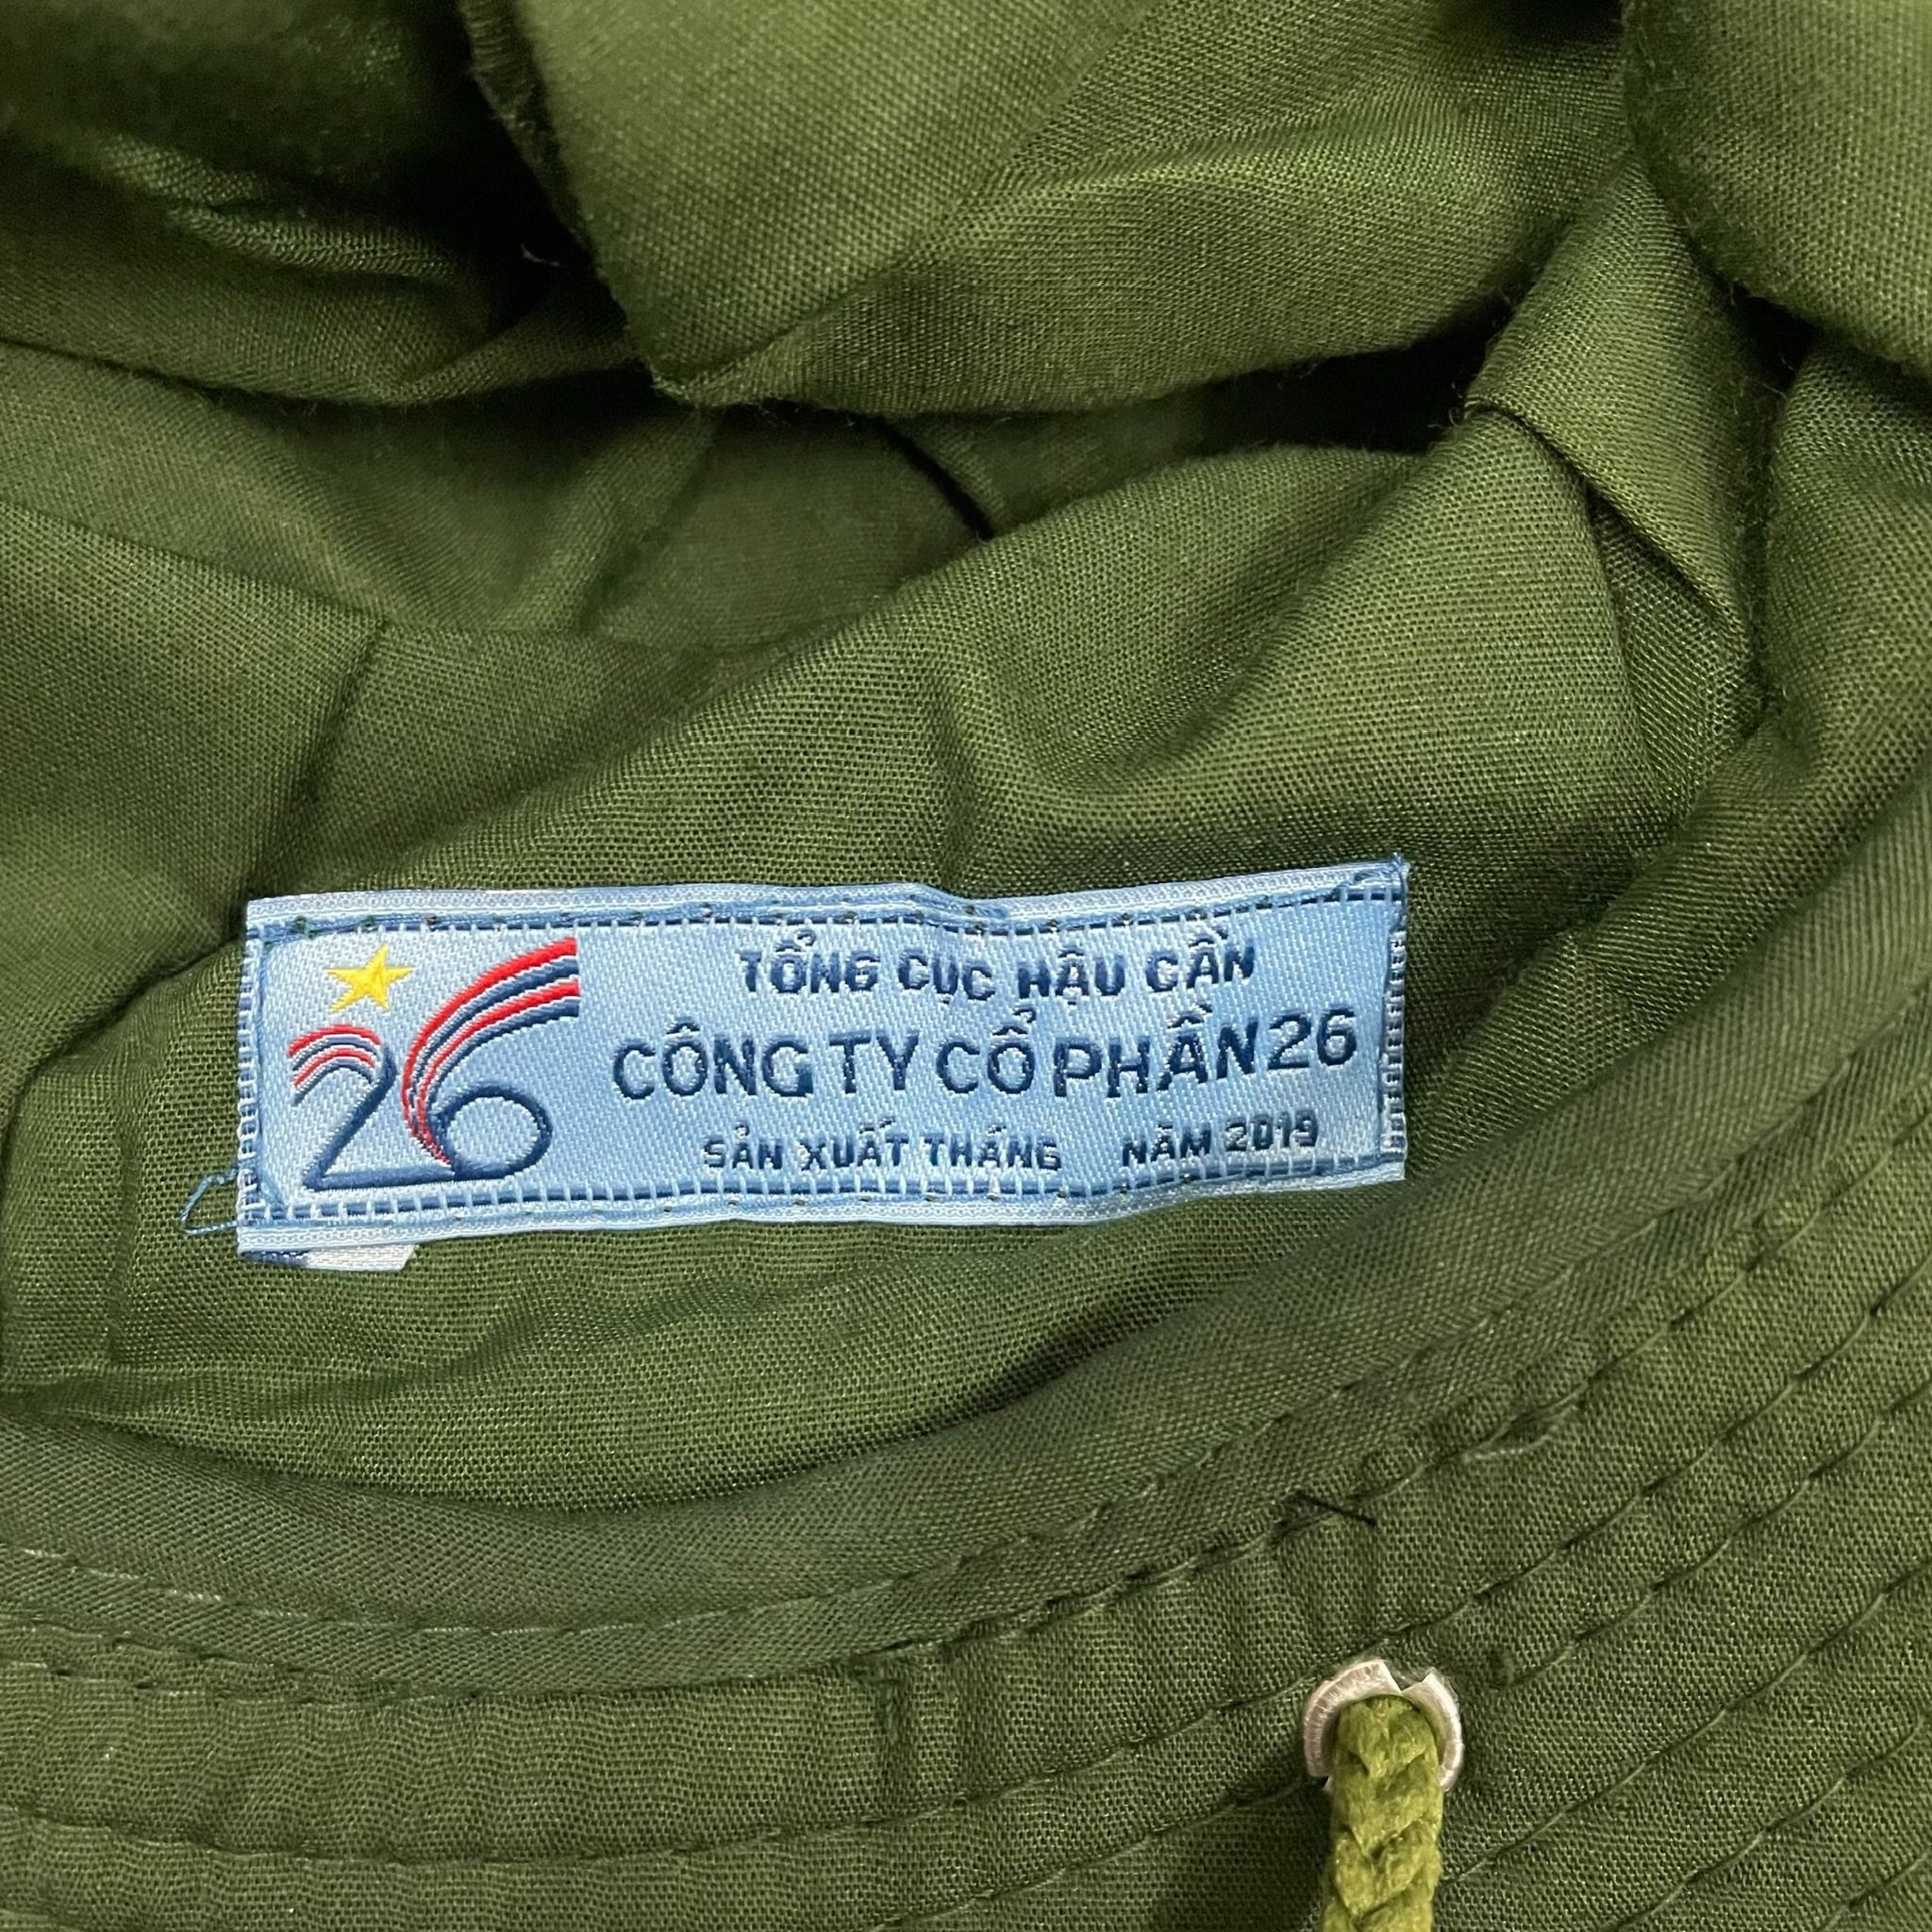 26
TỔNG CỤC HẬU CẦN
CÔNG TY CỔ PHẦN 26
SẢN XUẤT THÁNG NĂM 2019